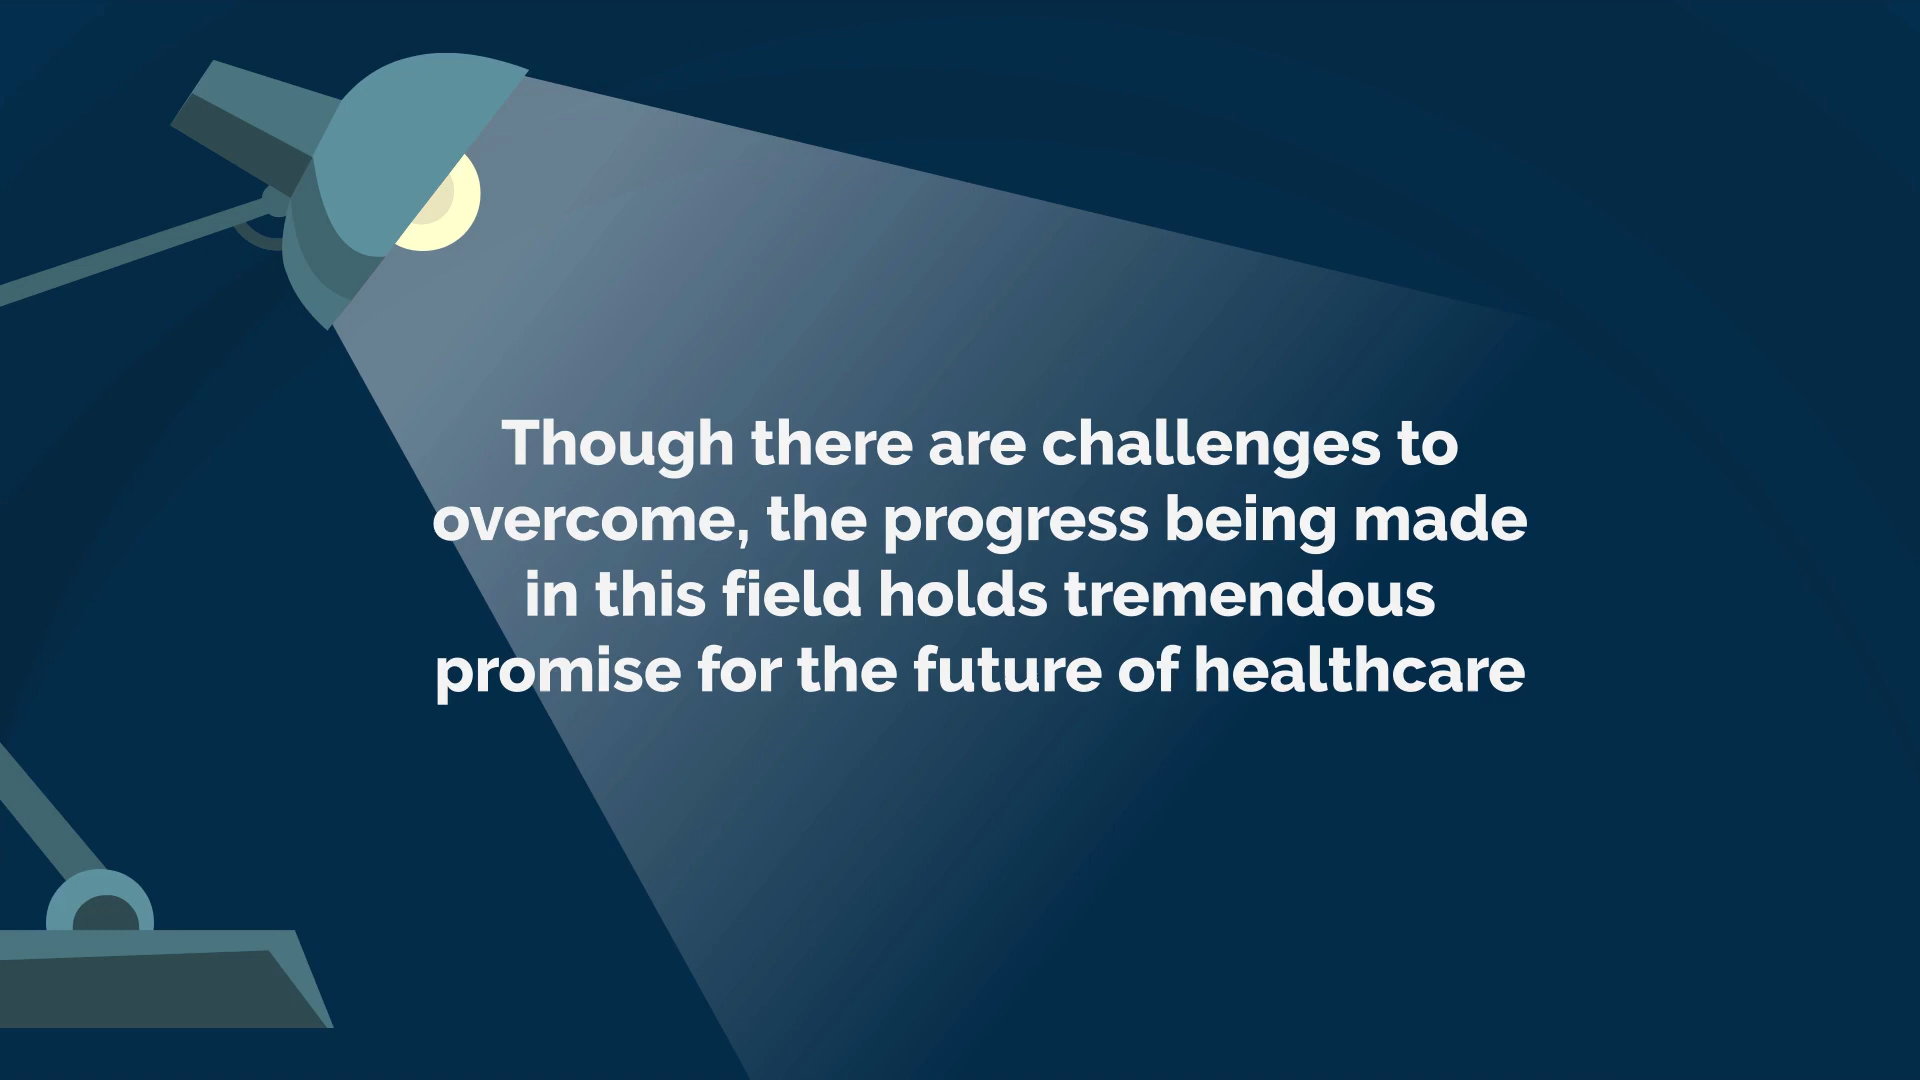 Though there are challenges to
overcome, the progress being made
in this field holds tremendous
promise for the future of healthcare